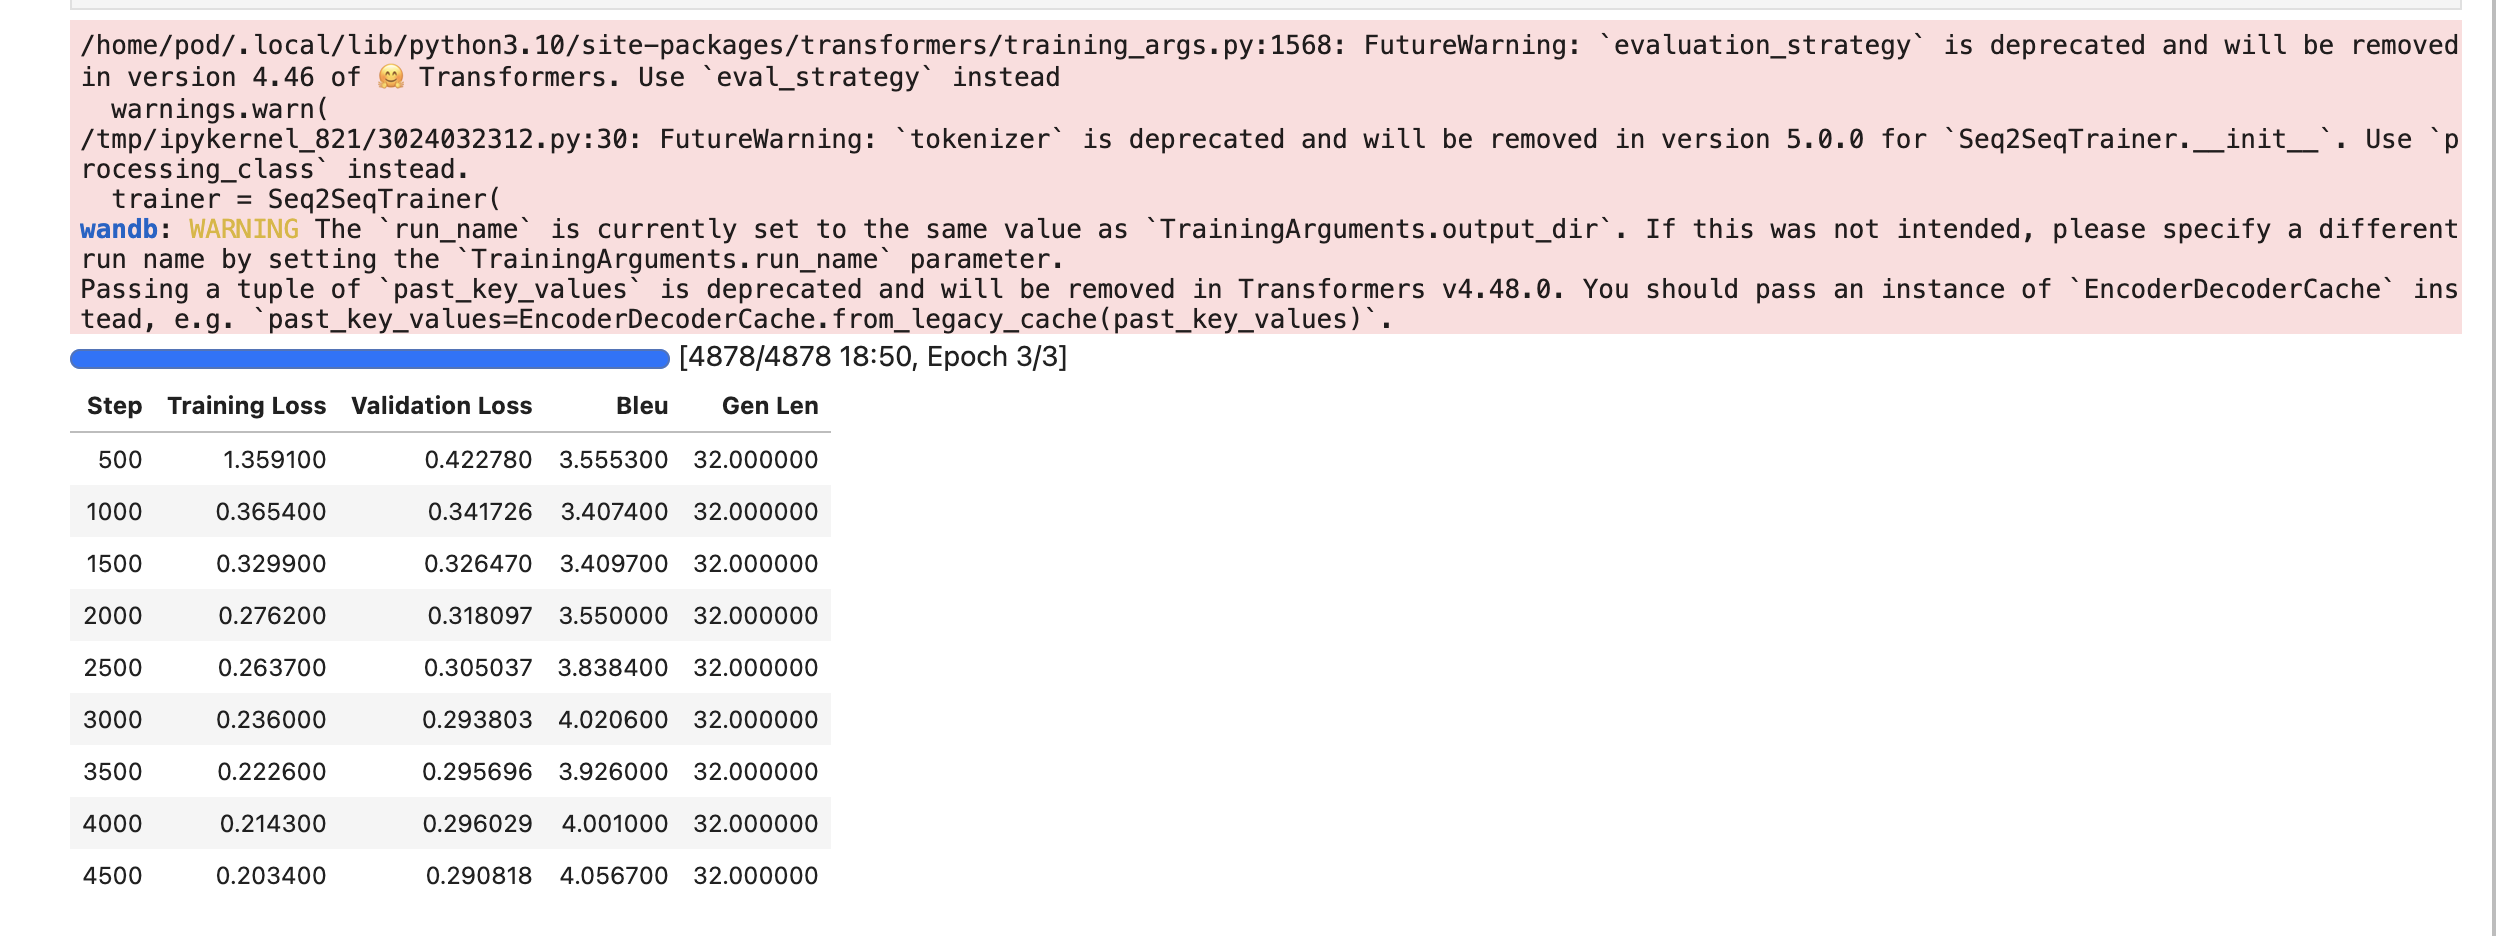 /home/pod/.local/lib/python3.10/site-packages/transformers/training_args.py:1568: FutureWarning: `evaluation_strategy` is deprecated and will be removed
in version 4.46 of 🤗 Transformers. Use `eval_strategy` instead
  warnings.warn(
/tmp/ipykernel_821/3024032312.py:30: FutureWarning: `tokenizer` is deprecated and will be removed in version 5.0.0 for `Seq2SeqTrainer.__init__`. Use `p
rocessing_class` instead.
  trainer = Seq2SeqTrainer(
wandb: WARNING The `run_name` is currently set to the same value as `TrainingArguments.output_dir`. If this was not intended, please specify a different
run name by setting the `TrainingArguments.run_name` parameter.
Passing a tuple of `past_key_values` is deprecated and will be removed in Transformers v4.48.0. You should pass an instance of `EncoderDecoderCache` ins
tead, e.g. `past_key_values=EncoderDecoderCache.from_legacy_cache(past_key_values)`.
[4878/4878 18:50, Epoch 3/3]
Step Training Loss Validation Loss Bleu Gen Len
500 1.359100 0.422780 3.555300 32.000000
1000 0.365400 0.341726 3.407400 32.000000
1500 0.329900 0.326470 3.409700 32.000000
2000 0.276200 0.318097 3.550000 32.000000
2500 0.263700 0.305037 3.838400 32.000000
3000 0.236000 0.293803 4.020600 32.000000
3500 0.222600 0.295696 3.926000 32.000000
4000 0.214300 0.296029 4.001000 32.000000
4500 0.203400 0.290818 4.056700 32.000000